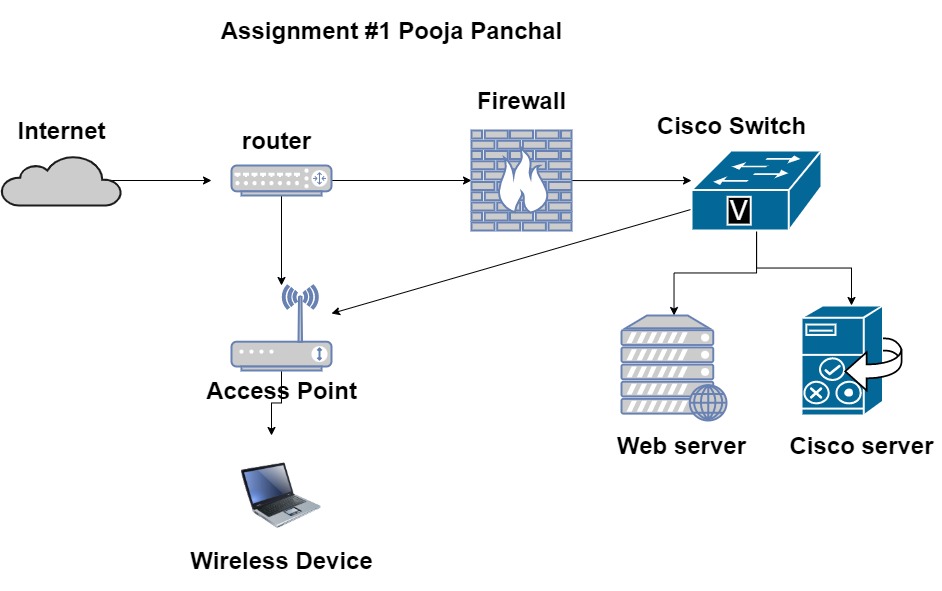 Assignment #1 Pooja Panchal
Firewall
Internet
router
Cisco Switch
V
Access Point
Web server
Cisco server
Wireless Device